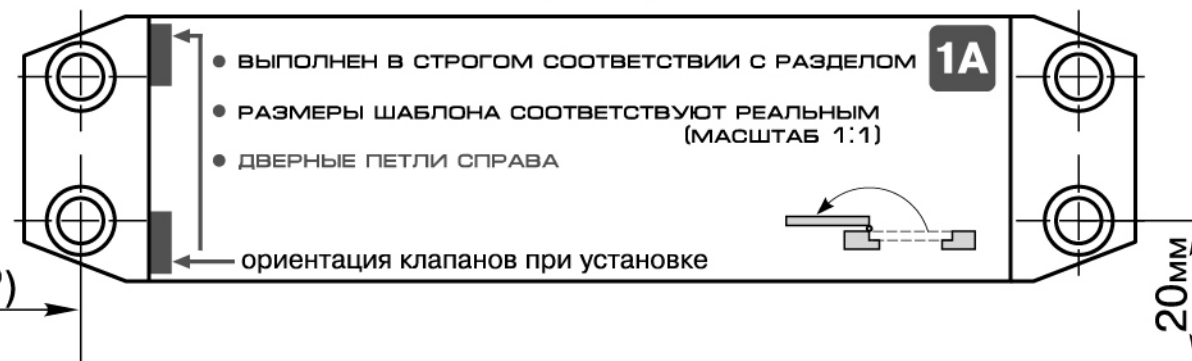 ВЫПОЛНЕН В СТРОГОМ СООТВЕТСТВИИ С РАЗДЕЛОМ
1А
РАЗМЕРЫ ШАБЛОНА СООТВЕТСТВУЮТ РЕАЛЬНЫМ
(МАСШТАБ 1:1)
ДВЕРНЫЕ ПЕТЛИ СПРАВА
ориентация клапанов при установке
20мм